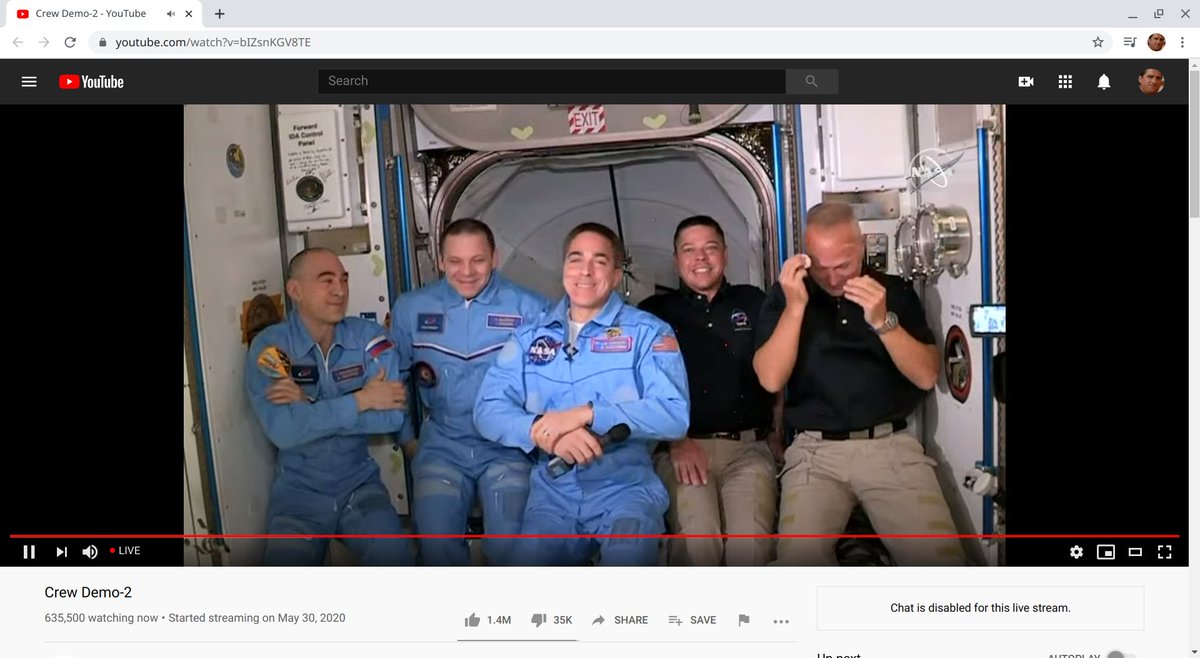 Crew Demo-2 - YouTube
youtube.com/watch?v=bIZsnKGV8TE
YouTube
Search
EXIT
Forward
IDA Control
Panel
NASA
NASA
LIVE
Crew Demo-2
635,500 watching now • Started streaming on May 30, 2020
1.4M
35K
SHARE
SAVE
Chat is disabled for this live stream.
Up next
AUTOPLAY